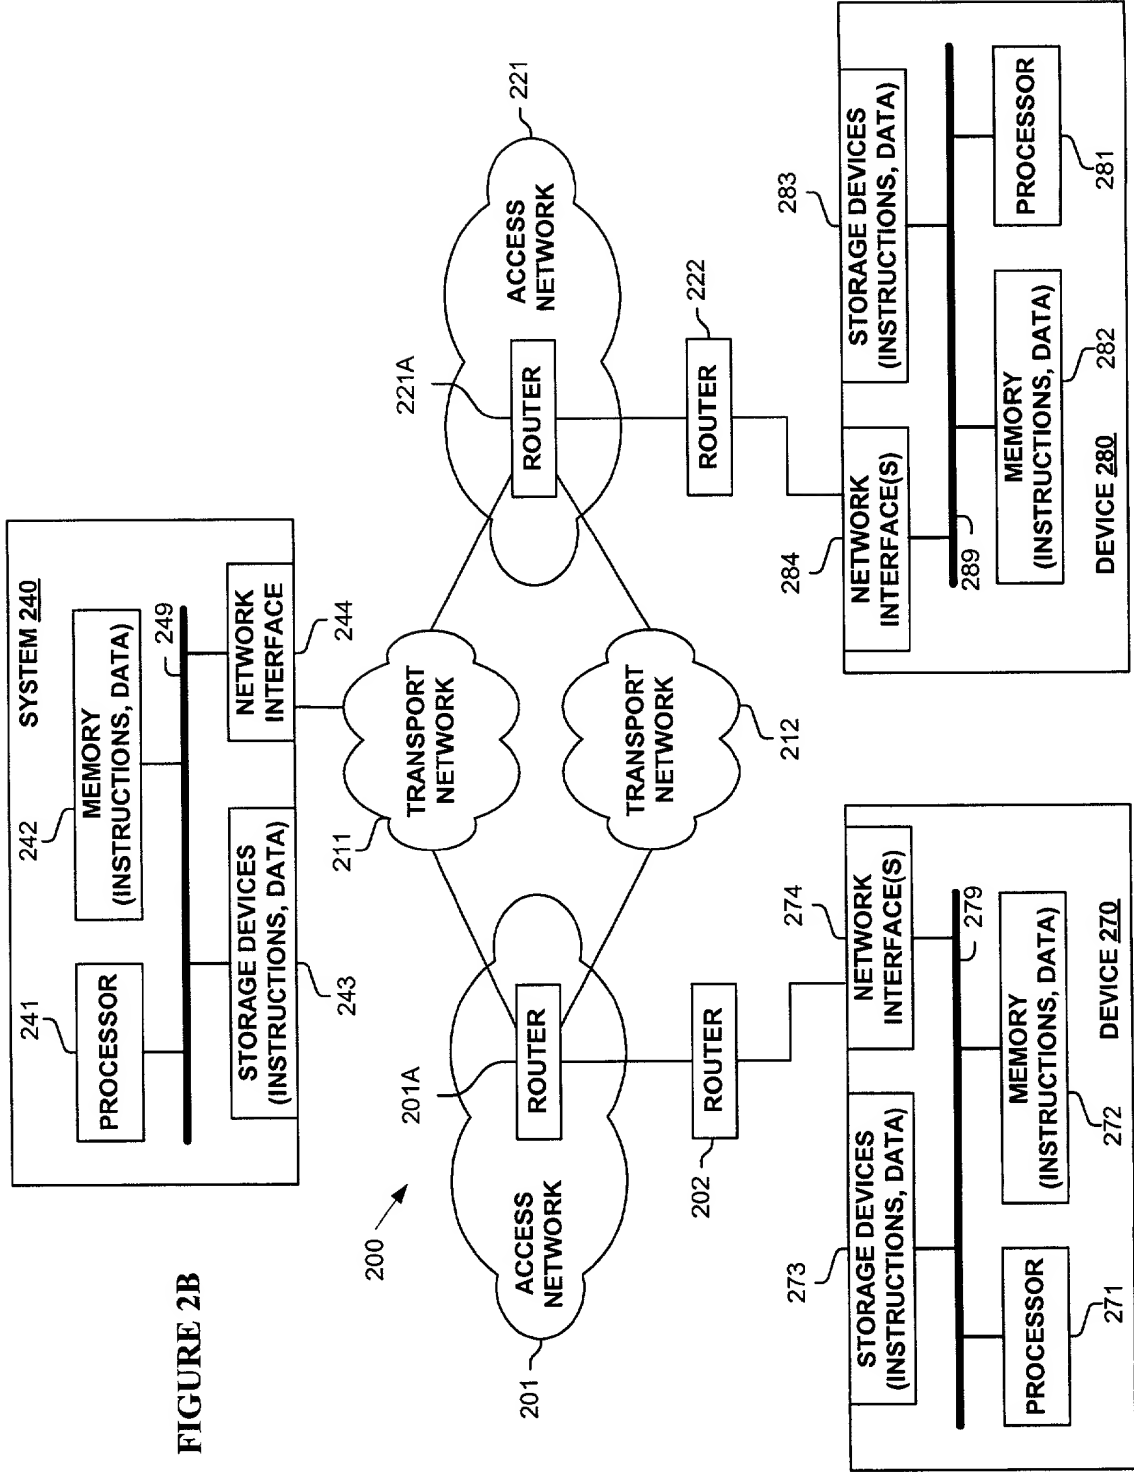 FIGURE 2B
SYSTEM 240
241
PROCESSOR
242
MEMORY
(INSTRUCTIONS, DATA)
249
STORAGE DEVICES
(INSTRUCTIONS, DATA)
243
NETWORK
INTERFACE
244
200
201
ACCESS
NETWORK
201A
ROUTER
211
TRANSPORT
NETWORK
TRANSPORT
NETWORK
212
221A
ROUTER
ACCESS
NETWORK
221
ROUTER
202
ROUTER
222
273
STORAGE DEVICES
(INSTRUCTIONS, DATA)
274
NETWORK
INTERFACE(S)
279
PROCESSOR
271
MEMORY
(INSTRUCTIONS, DATA)
272
DEVICE 270
284
NETWORK
INTERFACE(S)
283
STORAGE DEVICES
(INSTRUCTIONS, DATA)
289
MEMORY
(INSTRUCTIONS, DATA)
282
PROCESSOR
281
DEVICE 280